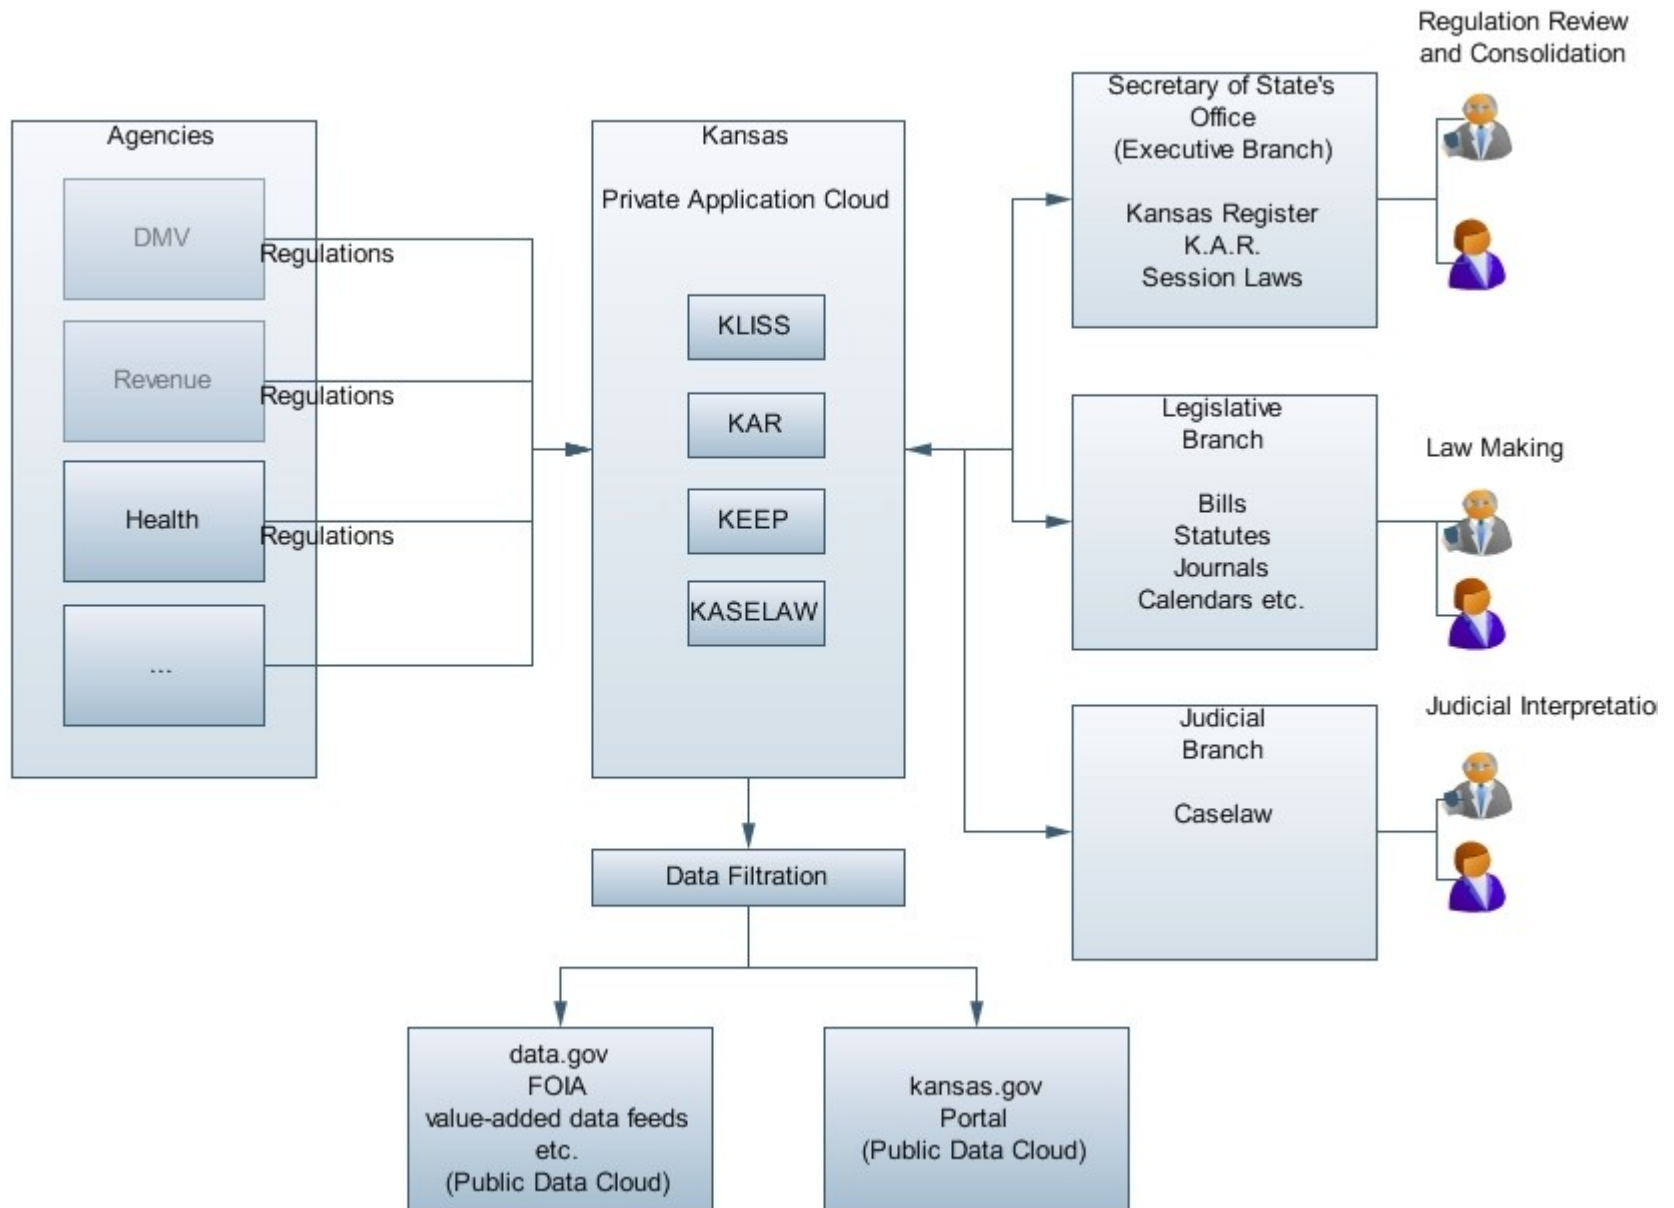 Regulation Review
and Consolidation
Agencies
DMV
Regulations
Revenue
Regulations
Health
Regulations
...
Kansas
Private Application Cloud
KLISS
KAR
KEEP
KASELAW
Secretary of State's
Office
(Executive Branch)
Kansas Register
K.A.R.
Session Laws
Legislative
Branch
Bills
Statutes
Journals
Calendars etc.
Law Making
Judicial
Branch
Caselaw
Judicial Interpretatio
Data Filtration
data.gov
FOIA
value-added data feeds
etc.
(Public Data Cloud)
kansas.gov
Portal
(Public Data Cloud)